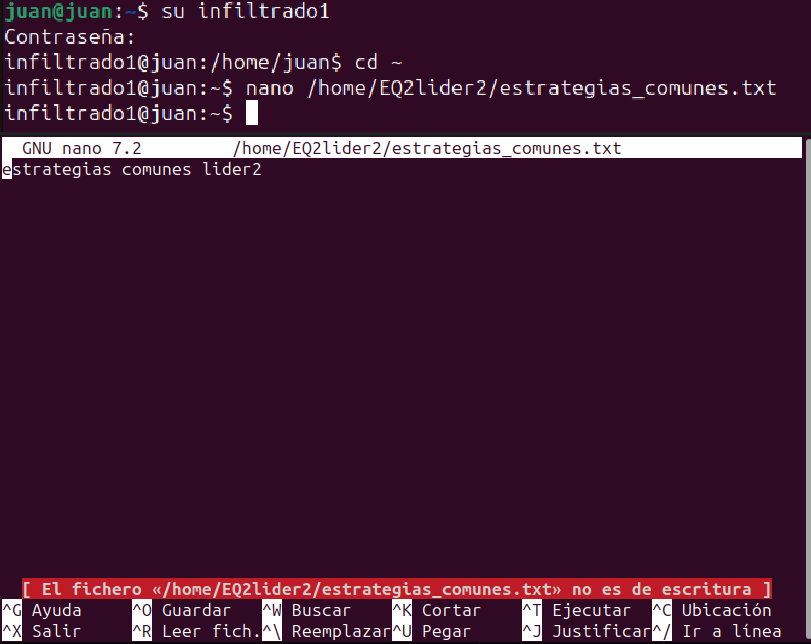 juan@juan:~$ su infiltrado1
Contraseña:
infiltrado1@juan:/home/juan$ cd ~
infiltrado1@juan:~$ nano /home/EQ2lider2/estrategias_comunes.txt
infiltrado1@juan:~$
GNU nano 7.2 /home/EQ2lider2/estrategias_comunes.txt
estrategias comunes lider2
[ El fichero «/home/EQ2lider2/estrategias_comunes.txt» no es de escritura ]
^G Ayuda ^O Guardar ^W Buscar ^K Cortar ^T Ejecutar ^C Ubicación
^X Salir ^R Leer fich.^\ Reemplazar^U Pegar ^J Justificar^/ Ir a línea